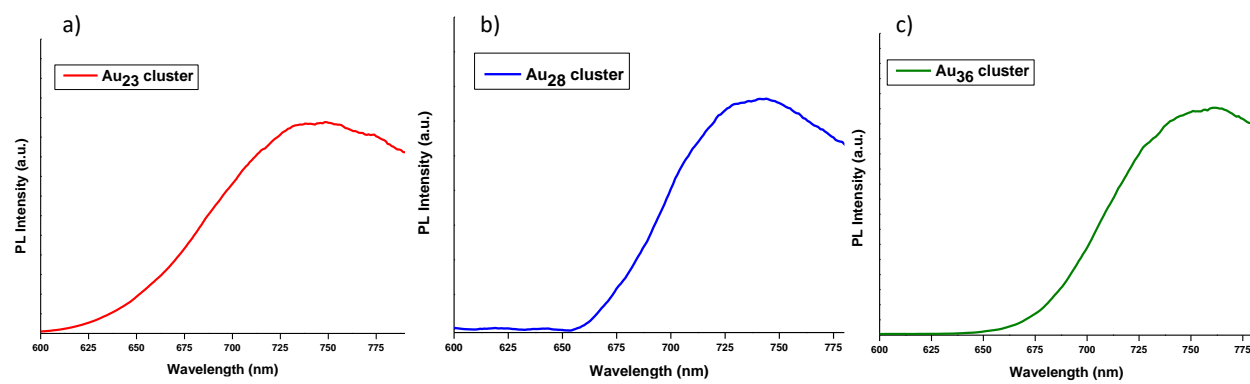 a)
Au23 cluster
PL Intensity (a.u.)
600 625 650 675 700 725 750 775
Wavelength (nm)
b)
Au28 cluster
PL Intensity (a.u.)
600 625 650 675 700 725 750 775
Wavelength (nm)
c)
Au36 cluster
PL Intensity (a.u.)
600 625 650 675 700 725 750 775
Wavelength (nm)